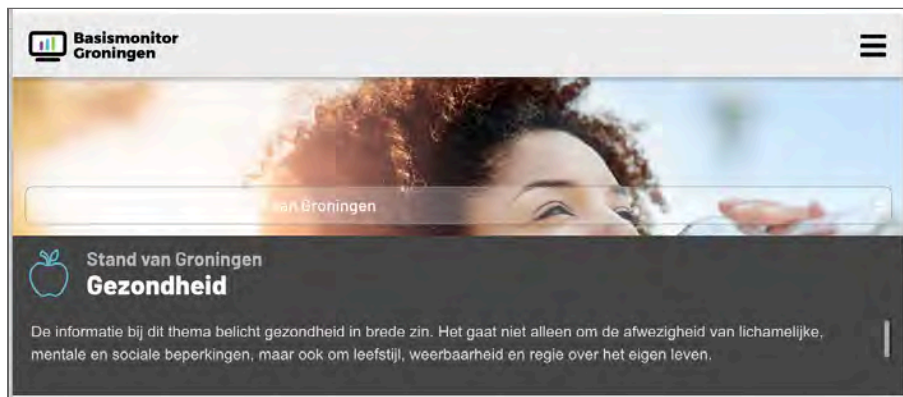 Basismonitor
Groningen
van Groningen
Stand van Groningen
Gezondheid
De informatie bij dit thema belicht gezondheid in brede zin. Het gaat niet alleen om de afwezigheid van lichamelijke,
mentale en sociale beperkingen, maar ook om leefstijl, weerbaarheid en regie over het eigen leven.